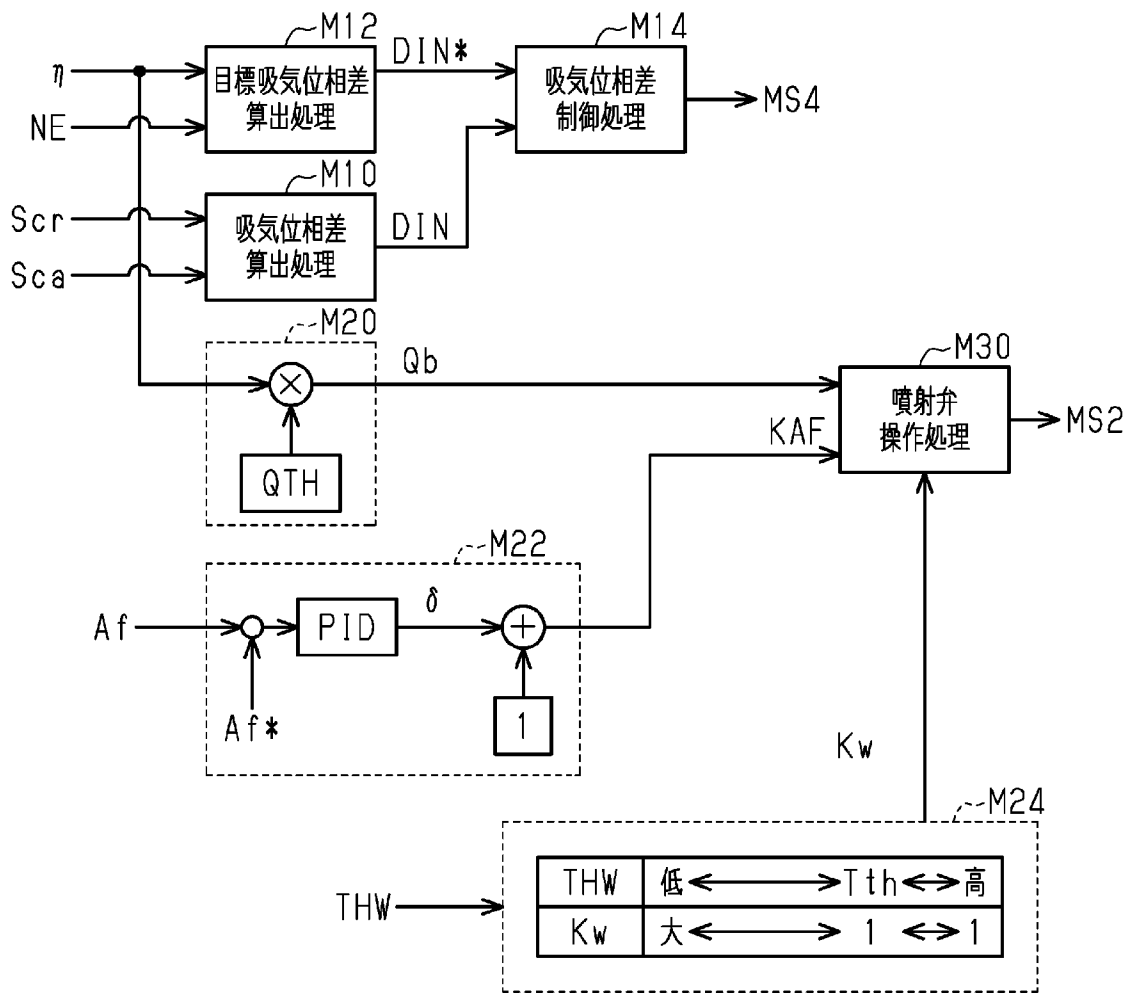 M12
η
NE
目標吸気位相差
算出処理
DIN*
M14
吸気位相差
制御処理
MS4
M10
Scr
Sca
吸気位相差
算出処理
DIN
M20
×
QTH
Qb
M30
噴射弁
操作処理
MS2
KAF
M22
Af
Af*
PID
δ
+
1
Kw
M24
THW
THW 低 Tth 高
Kw 大 1 1